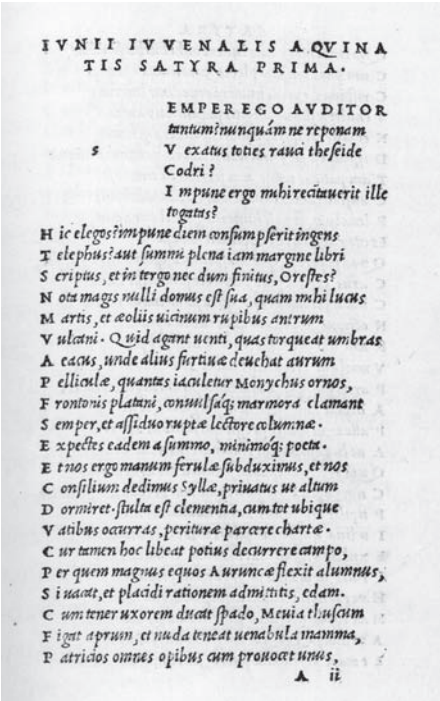 IVNII IVVENALIS AQVINA
TIS SATYRA PRIMA.
EMPER EGO AVDITOR
tantum? nunquám ne reponam
s V exatus toties rauci theseide
Codri?
I mpune ergo mihi recitauerit ille
togatas?
H ic elegos? impune diem consumpserit ingens
T elephus? aut summi plena iam margine libri
S criptus, et in tergo nec dum finitus, Orestes?
N ota magis nulli domus est sua, quam mihi lucus
M artis, et æoliis uicinum rupibus antrum
V ulcani. Quid agant uenti, quas torqueat umbras
A eacus, unde alius furtiuæ deuehat aurum
P elliculæ, quantas iaculetur Monychus ornos,
F rontonis platani, conuulsaq; marmora clamant
S emper, et assiduo ruptæ lectore columnæ.
E xpectes eadem a summo, minimoq; poeta.
E t nos ergo manum ferulæ subduximus, et nos
C onsilium dedimus Syllæ, priuatus ut altum
D ormiret. stulta est clementia, cum tot ubique
V atibus occurras, perituræ parcere chartæ.
C ur tamen hoc libeat potius decurrere campo,
P er quem magnus equos Auruncæ flexit alumnus,
S i uacat, et placidi rationem admittitis, edam.
C um tener uxorem ducat spado, Meuia thuscum
F igat aprum, et nuda teneat uenabula mamma,
P atricios omnes opibus cum prouocet unus,
A ii